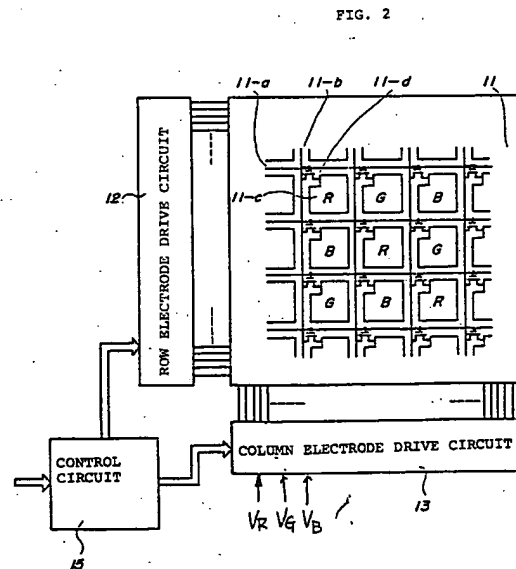 FIG. 2
11-a 11-b 11-d 11
12
ROW ELECTRODE DRIVE CIRCUIT
11-c
R G B
B R G
G B R
CONTROL
CIRCUIT
COLUMN ELECTRODE DRIVE CIRCUIT
15
VR VG VB
13